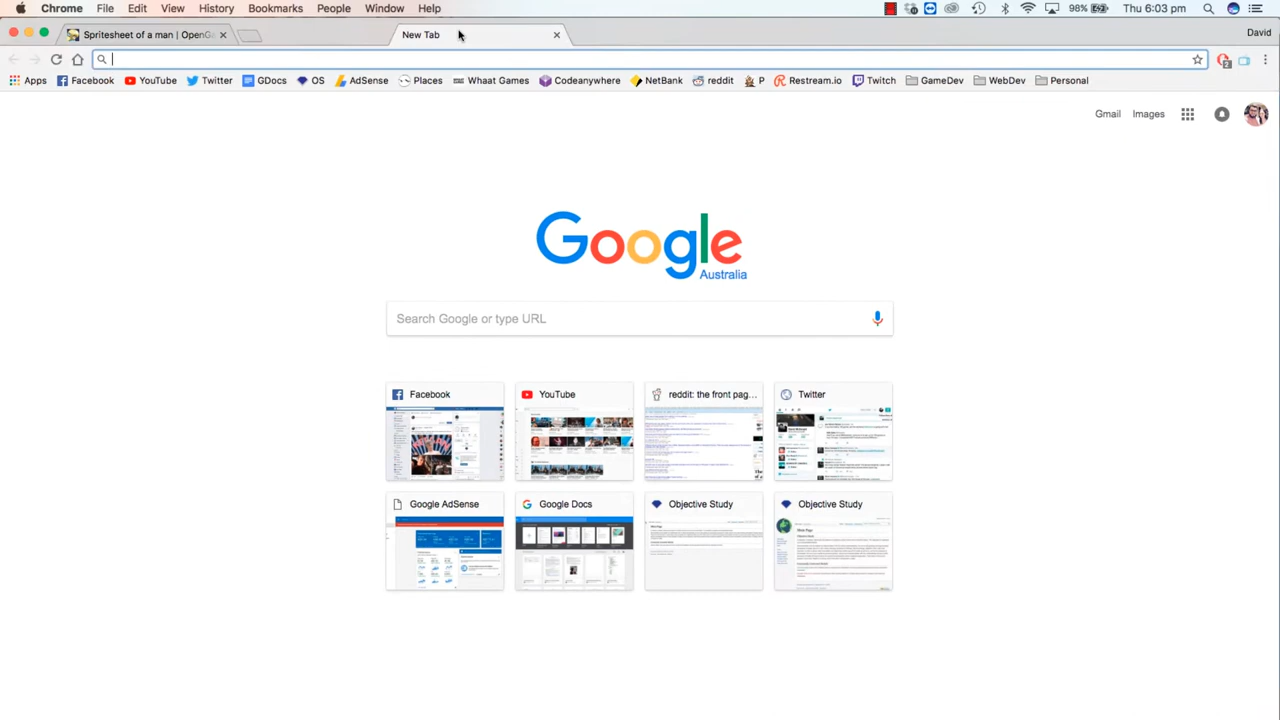 Chrome File Edit View History Bookmarks People Window Help 98% Thu 6:03 pm
Spritesheet of a man | OpenGa New Tab David
Apps Facebook YouTube Twitter GDocs OS AdSense Places Whaat Games Codeanywhere NetBank reddit P Restream.io Twitch GameDev WebDev Personal
Gmail Images
Google
Australia
Search Google or type URL
Facebook YouTube reddit: the front pag... Twitter
Google AdSense Google Docs Objective Study Objective Study